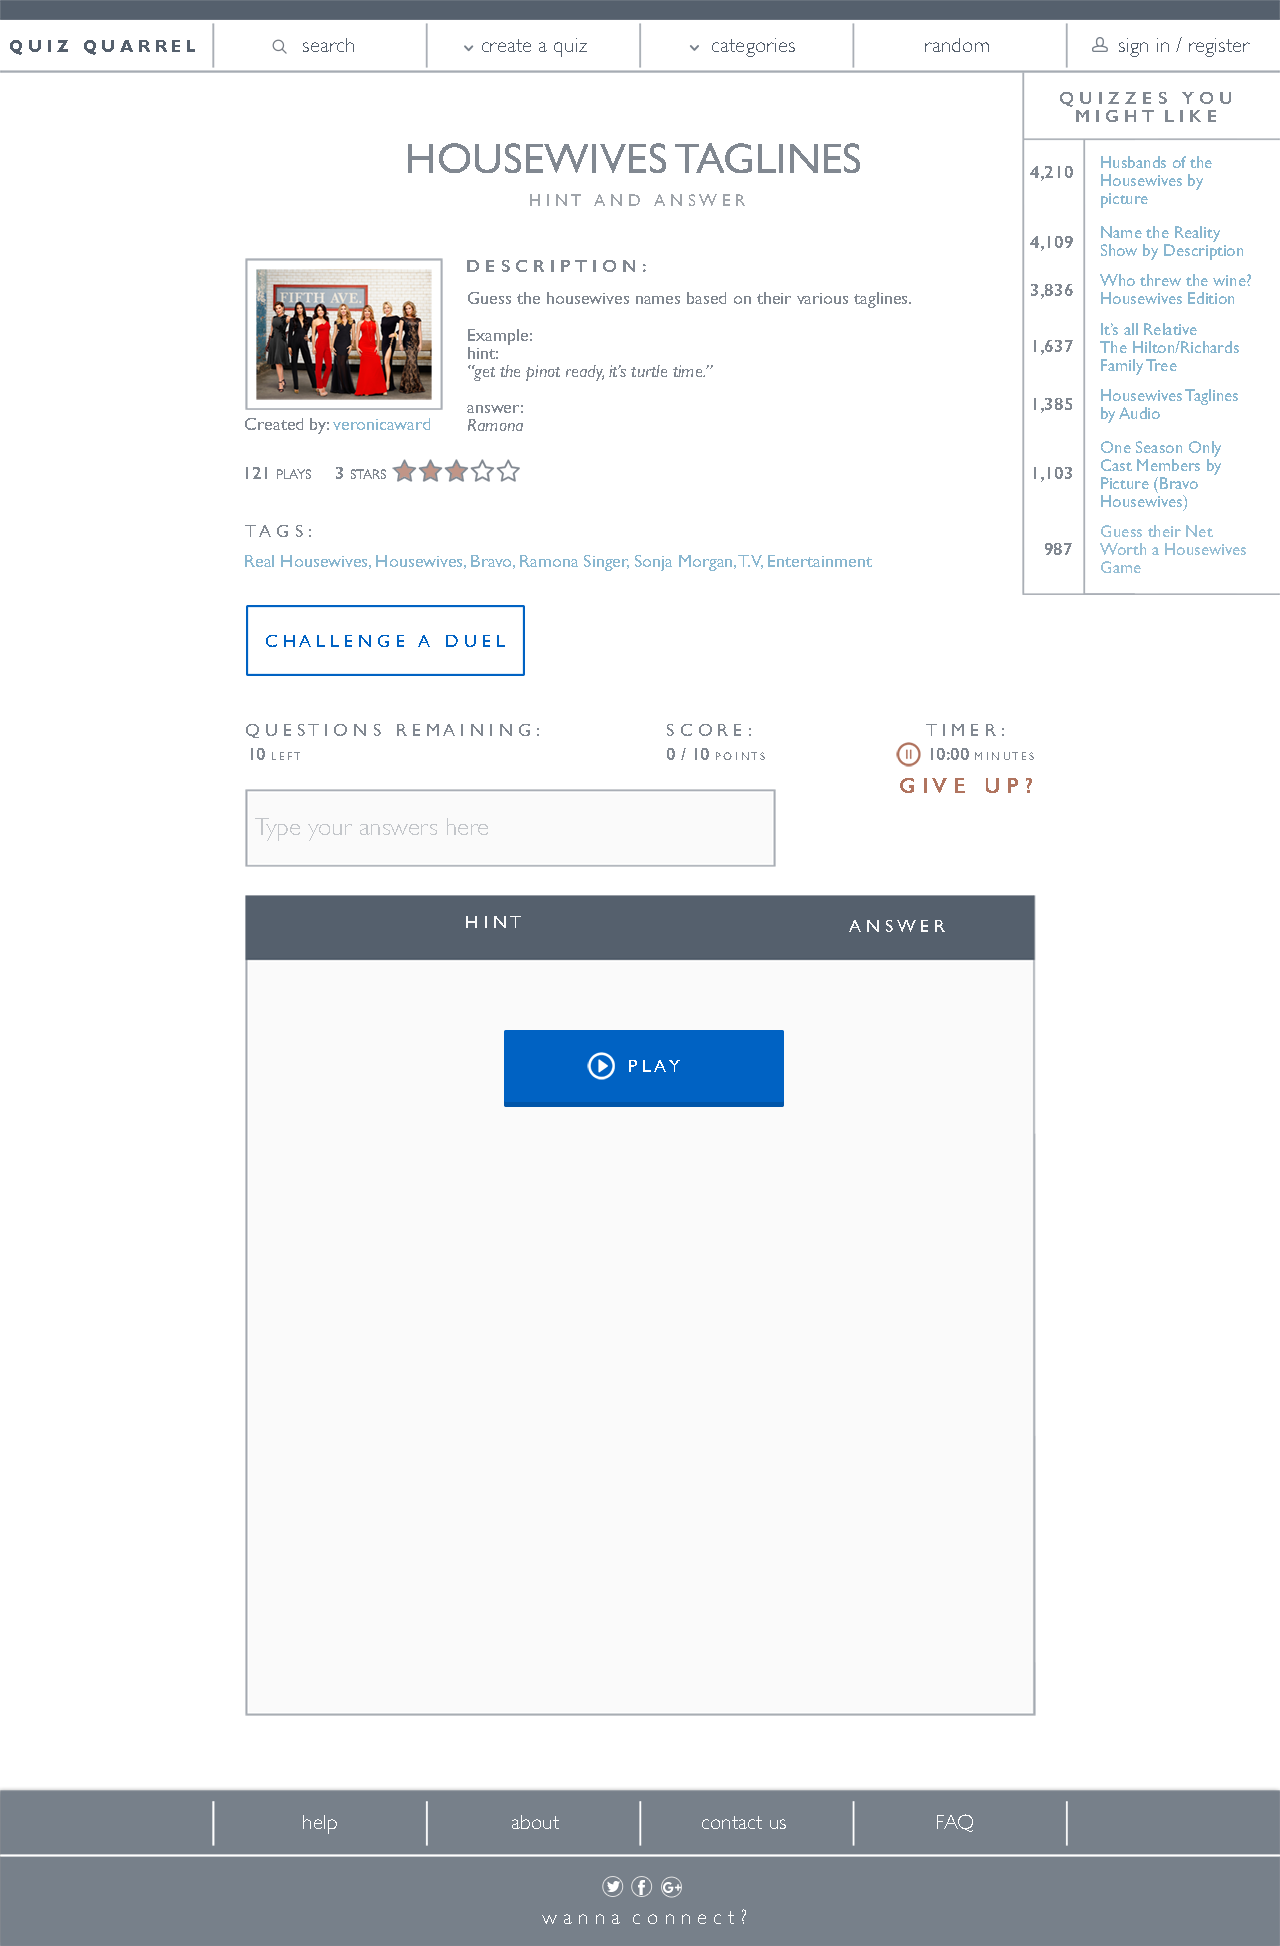 QUIZ QUARREL
search
create a quiz
categories
random
sign in / register
QUIZZES YOU
MIGHT LIKE
4,210
Husbands of the
Housewives by
picture
4,109
Name the Reality
Show by Description
3,836
Who threw the wine?
Housewives Edition
1,637
It's all Relative
The Hilton/Richards
Family Tree
1,385
Housewives Taglines
by Audio
1,103
One Season Only
Cast Members by
Picture (Bravo
Housewives)
987
Guess their Net
Worth a Housewives
Game
HOUSEWIVES TAGLINES
HINT AND ANSWER
FIFTH AVE.
Created by: veronicaward
DESCRIPTION:
Guess the housewives names based on their various taglines.
Example:
hint:
“get the pinot ready, it’s turtle time.”
answer:
Ramona
121 PLAYS 3 STARS
TAGS:
Real Housewives, Housewives, Bravo, Ramona Singer, Sonja Morgan, T.V, Entertainment
CHALLENGE A DUEL
QUESTIONS REMAINING:
10 LEFT
SCORE:
0 / 10 POINTS
TIMER:
10:00 MINUTES
GIVE UP?
Type your answers here
HINT
ANSWER
PLAY
help
about
contact us
FAQ
wanna connect?